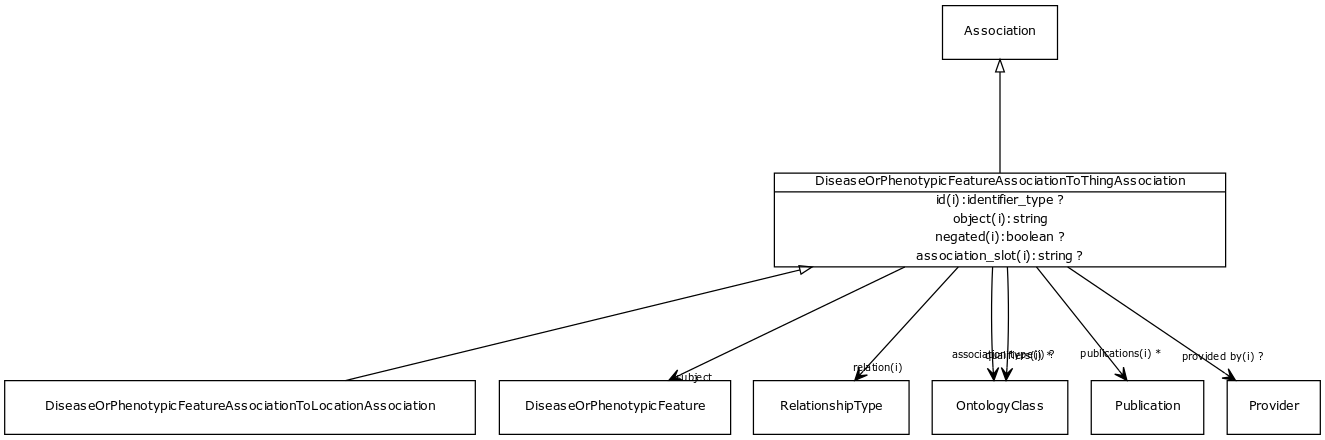 Association
DiseaseOrPhenotypicFeatureAssociationToThingAssociation
id(i):identifier_type ?
object(i):string
negated(i):boolean ?
association_slot(i):string ?
subject
relation(i)
association type(i) ?
qualifiers(i) *
publications(i) *
provided by(i) ?
DiseaseOrPhenotypicFeatureAssociationToLocationAssociation
DiseaseOrPhenotypicFeature
RelationshipType
OntologyClass
Publication
Provider